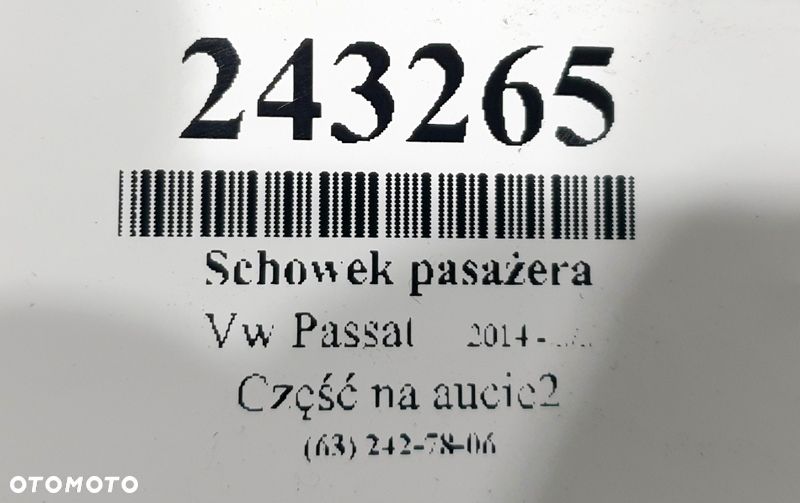 243265
Schowek pasażera
Vw Passat 2014 -
Część na aucie2
(63) 242-78-06
OTOMOTO